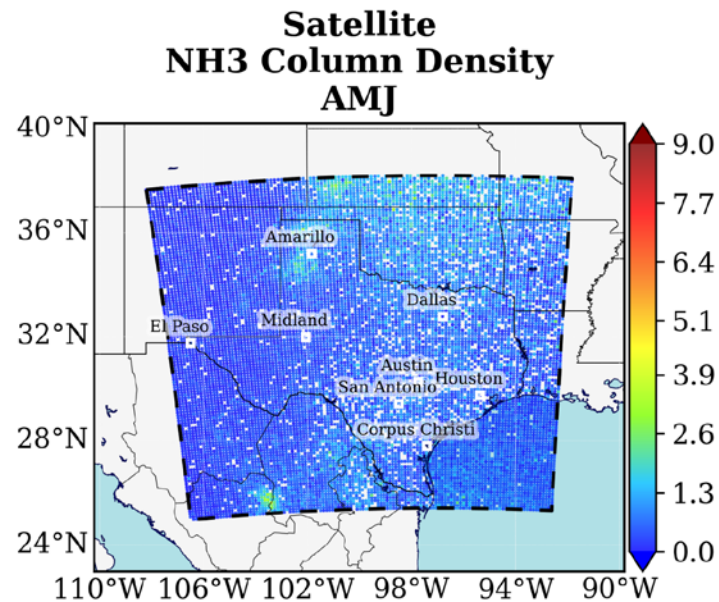 Satellite
NH3 Column Density
AMJ
40°N
36°N
32°N
28°N
24°N
Amarillo
Dallas
El Paso
Midland
Austin
San Antonio
Houston
Corpus Christi
9.0
7.7
6.4
5.1
3.9
2.6
1.3
0.0
110°W 106°W 102°W 98°W 94°W 90°W